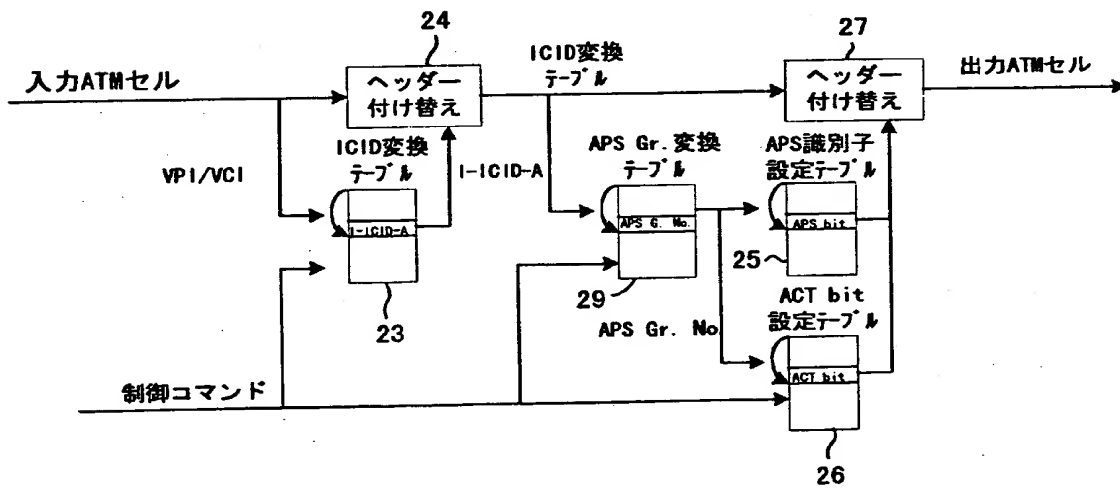 24
27
入力ATMセル
ヘッダー
付け替え
ICID変換
テーブル
ヘッダー
付け替え
出力ATMセル
VPI/VCI
ICID変換
テーブル
I-ICID-A
I-ICID-A
23
APS Gr.変換
テーブル
APS G. No.
29
APS Gr. No
APS識別子
設定テーブル
APS bit
25
ACT bit
設定テーブル
ACT bit
26
制御コマンド